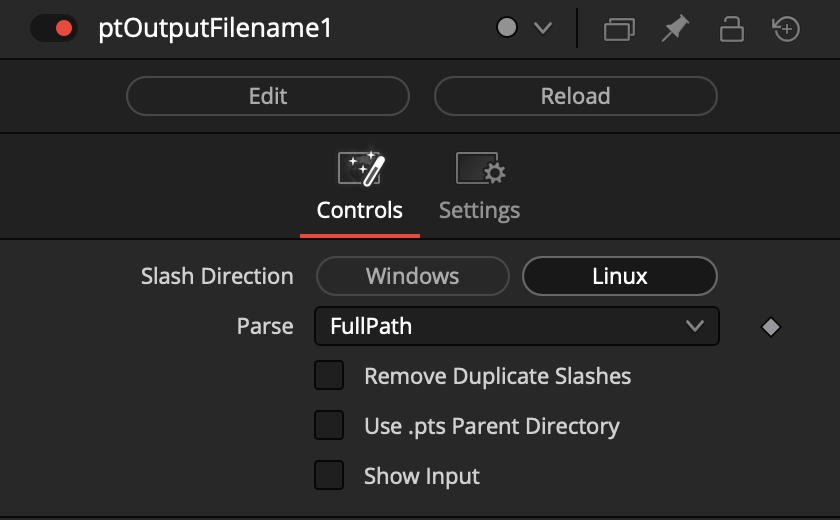 ptOutputFilename1
Edit Reload
Controls Settings
Slash Direction Windows Linux
Parse FullPath
Remove Duplicate Slashes
Use .pts Parent Directory
Show Input